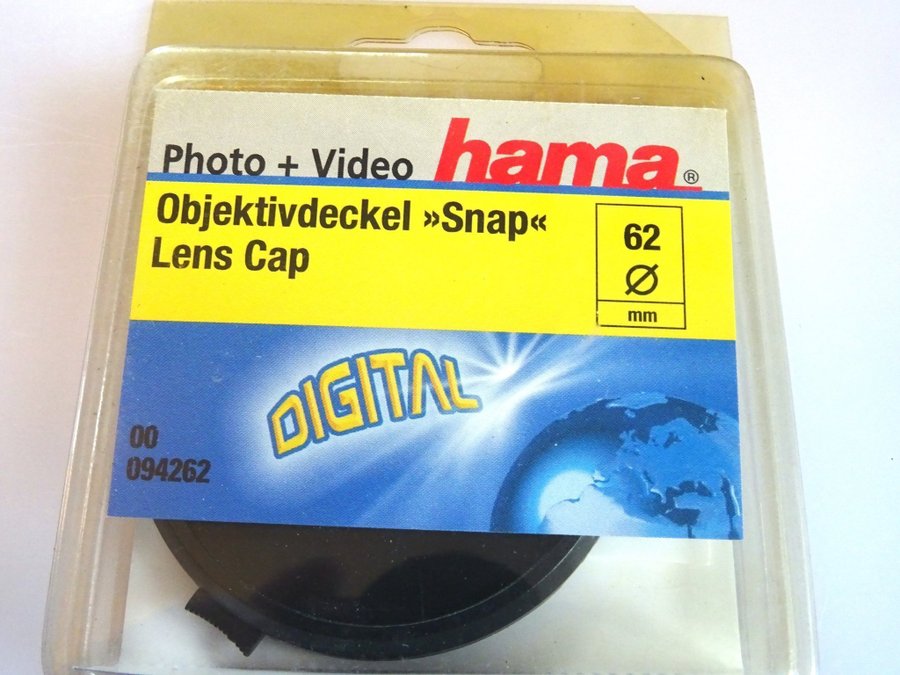 Photo + Video hama®
Objektivdeckel »Snap«
Lens Cap
62
Ø
mm
DIGITAL
00
094262